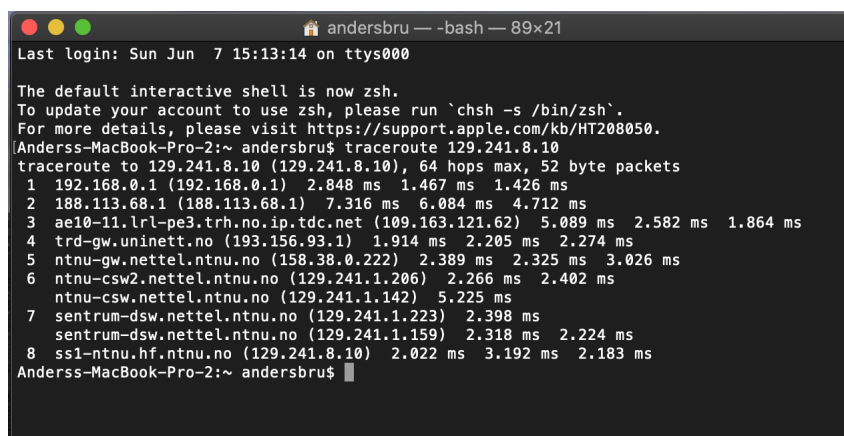 andersbru — -bash — 89×21
Last login: Sun Jun  7 15:13:14 on ttys000
The default interactive shell is now zsh.
To update your account to use zsh, please run `chsh -s /bin/zsh`.
For more details, please visit https://support.apple.com/kb/HT208050.
[Anderss-MacBook-Pro-2:~ andersbru$ traceroute 129.241.8.10
traceroute to 129.241.8.10 (129.241.8.10), 64 hops max, 52 byte packets
 1  192.168.0.1 (192.168.0.1)  2.848 ms  1.467 ms  1.426 ms
 2  188.113.68.1 (188.113.68.1)  7.316 ms  6.084 ms  4.712 ms
 3  ae10-11.lrl-pe3.trh.no.ip.tdc.net (109.163.121.62)  5.089 ms  2.582 ms  1.864 ms
 4  trd-gw.uninett.no (193.156.93.1)  1.914 ms  2.205 ms  2.274 ms
 5  ntnu-gw.nettel.ntnu.no (158.38.0.222)  2.389 ms  2.325 ms  3.026 ms
 6  ntnu-csw2.nettel.ntnu.no (129.241.1.206)  2.266 ms  2.402 ms
    ntnu-csw.nettel.ntnu.no (129.241.1.142)  5.225 ms
 7  sentrum-dsw.nettel.ntnu.no (129.241.1.223)  2.398 ms
    sentrum-dsw.nettel.ntnu.no (129.241.1.159)  2.318 ms  2.224 ms
 8  ss1-ntnu.hf.ntnu.no (129.241.8.10)  2.022 ms  3.192 ms  2.183 ms
Anderss-MacBook-Pro-2:~ andersbru$